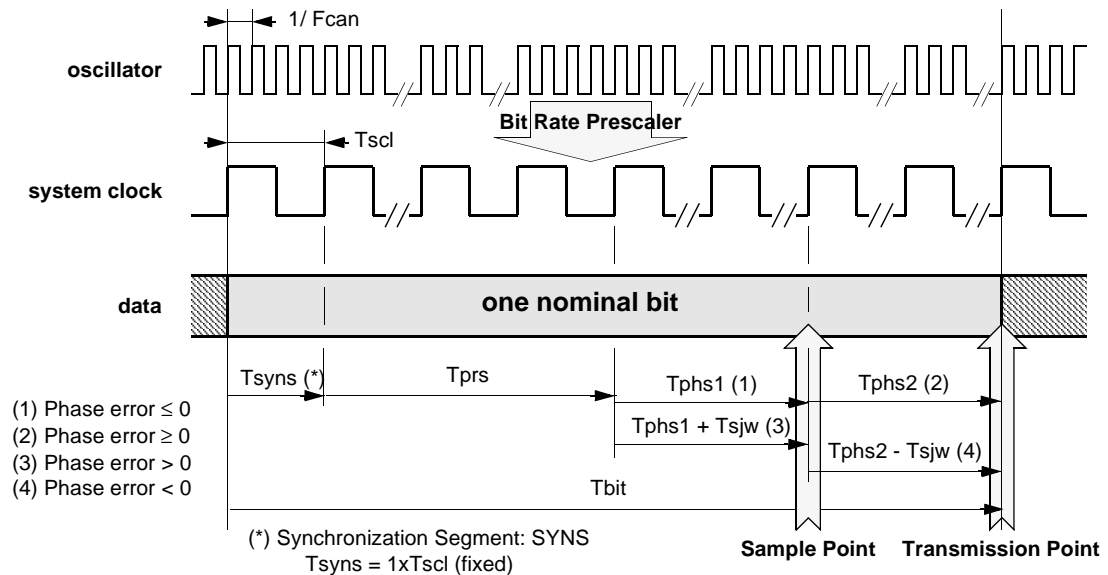 1/ Fcan
oscillator
Bit Rate Prescaler
Tscl
system clock
data
one nominal bit
Tsyns (*)
Tprs
Tphs1 (1)
Tphs2 (2)
(1) Phase error ≤ 0
(2) Phase error ≥ 0
(3) Phase error > 0
(4) Phase error < 0
Tphs1 + Tsjw (3)
Tphs2 - Tsjw (4)
Tbit
(*) Synchronization Segment: SYNS
Tsyns = 1xTscl (fixed)
Sample Point
Transmission Point